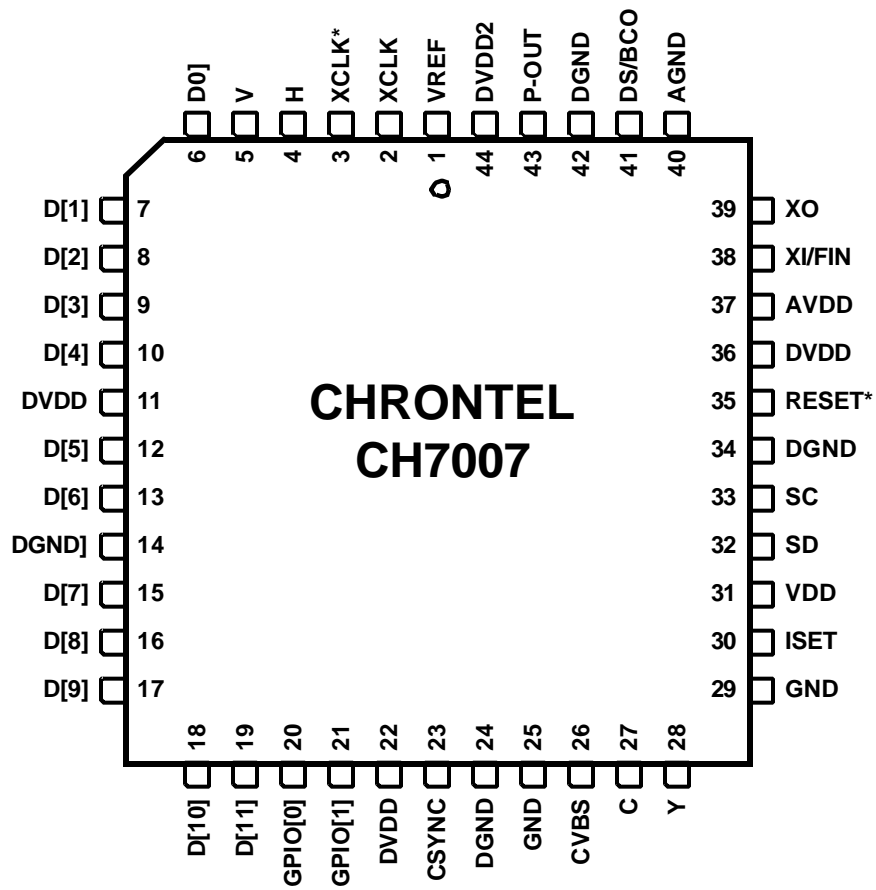 D0]
V
H
XCLK*
XCLK
VREF
DVDD2
P-OUT
DGND
DS/BCO
AGND
6
5
4
3
2
1
44
43
42
41
40
D[1] 7
D[2] 8
D[3] 9
D[4] 10
DVDD 11
D[5] 12
D[6] 13
DGND] 14
D[7] 15
D[8] 16
D[9] 17
CHRONTEL
CH7007
39 XO
38 XI/FIN
37 AVDD
36 DVDD
35 RESET*
34 DGND
33 SC
32 SD
31 VDD
30 ISET
29 GND
18
19
20
21
22
23
24
25
26
27
28
D[10]
D[11]
GPIO[0]
GPIO[1]
DVDD
CSYNC
DGND
GND
CVBS
C
Y